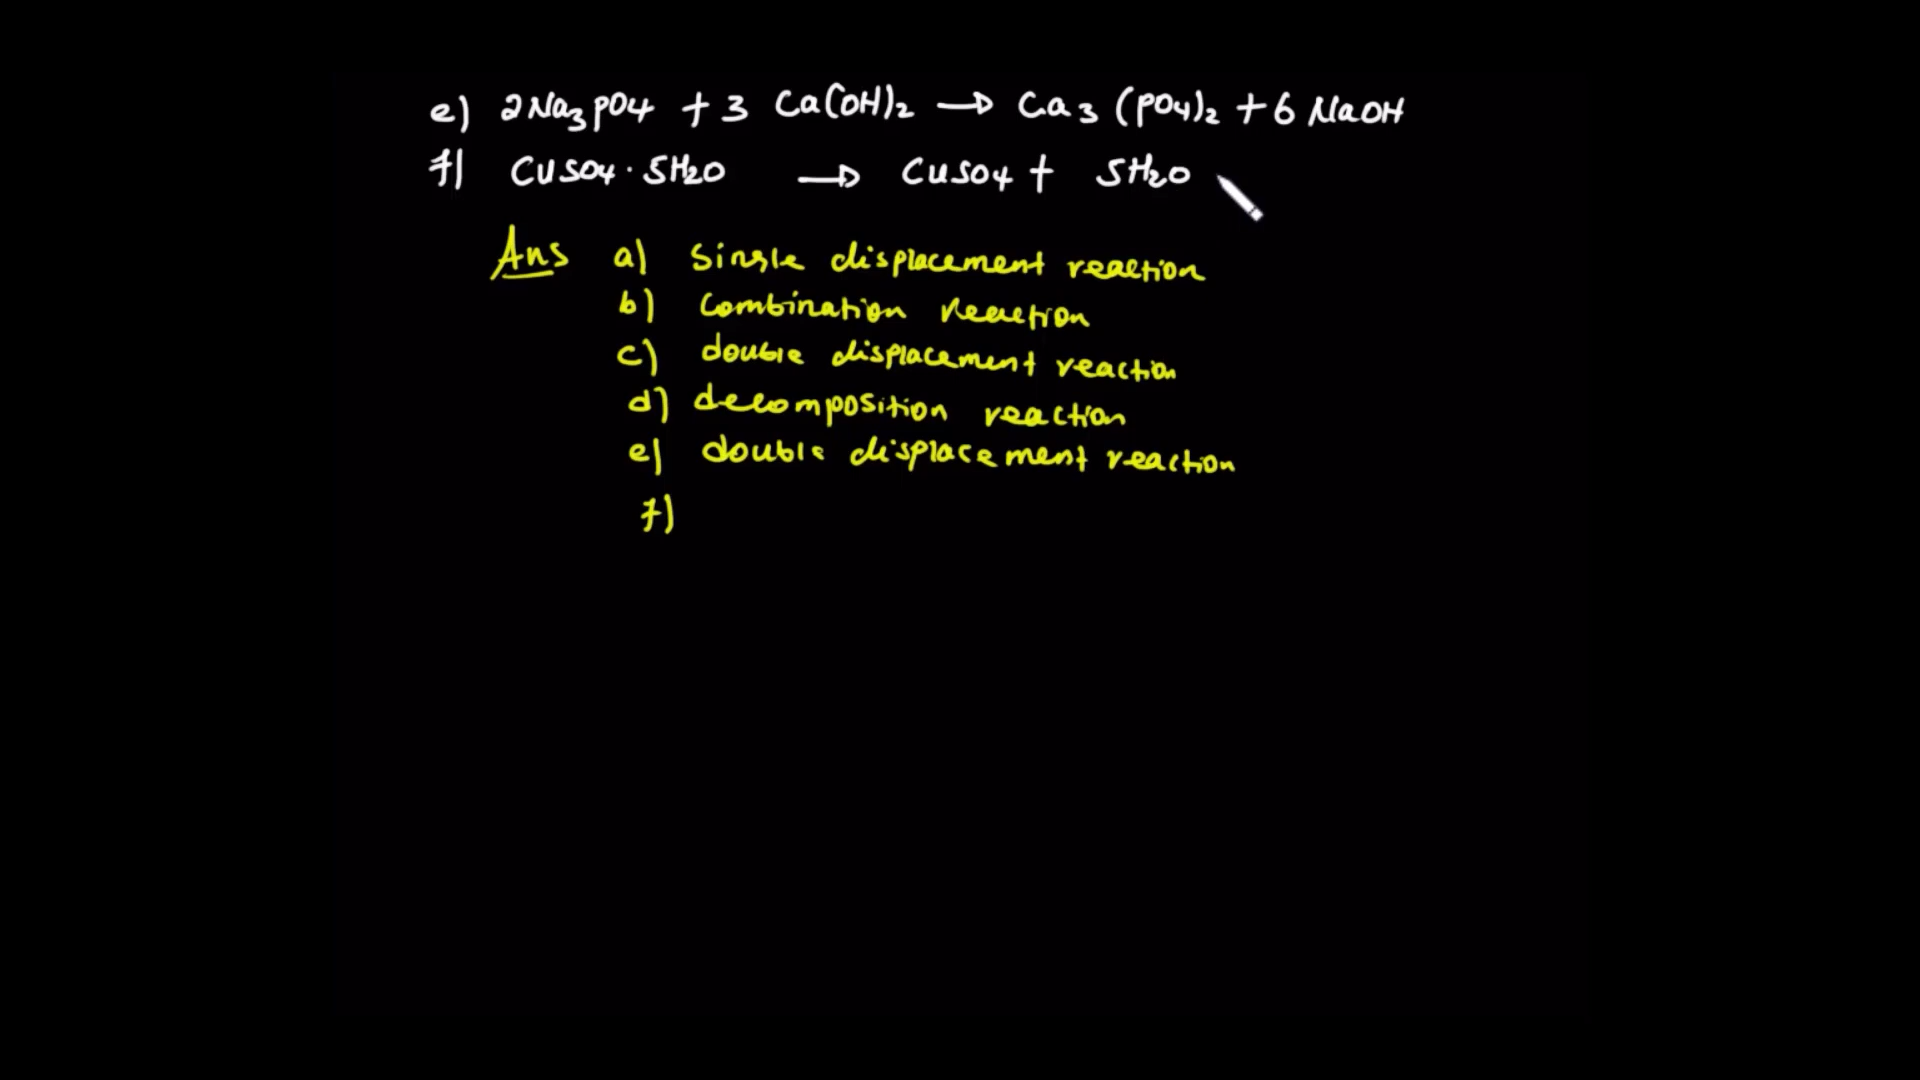 e) 2Na3PO4 + 3 Ca(OH)2 → Ca3 (PO4)2 + 6 NaOH
f) CuSO4 · 5H2O → CuSO4 + 5H2O
Ans a) Single displacement reaction
b) Combination Reaction
c) double displacement reaction
d) decomposition reaction
e) double displacement reaction
f)